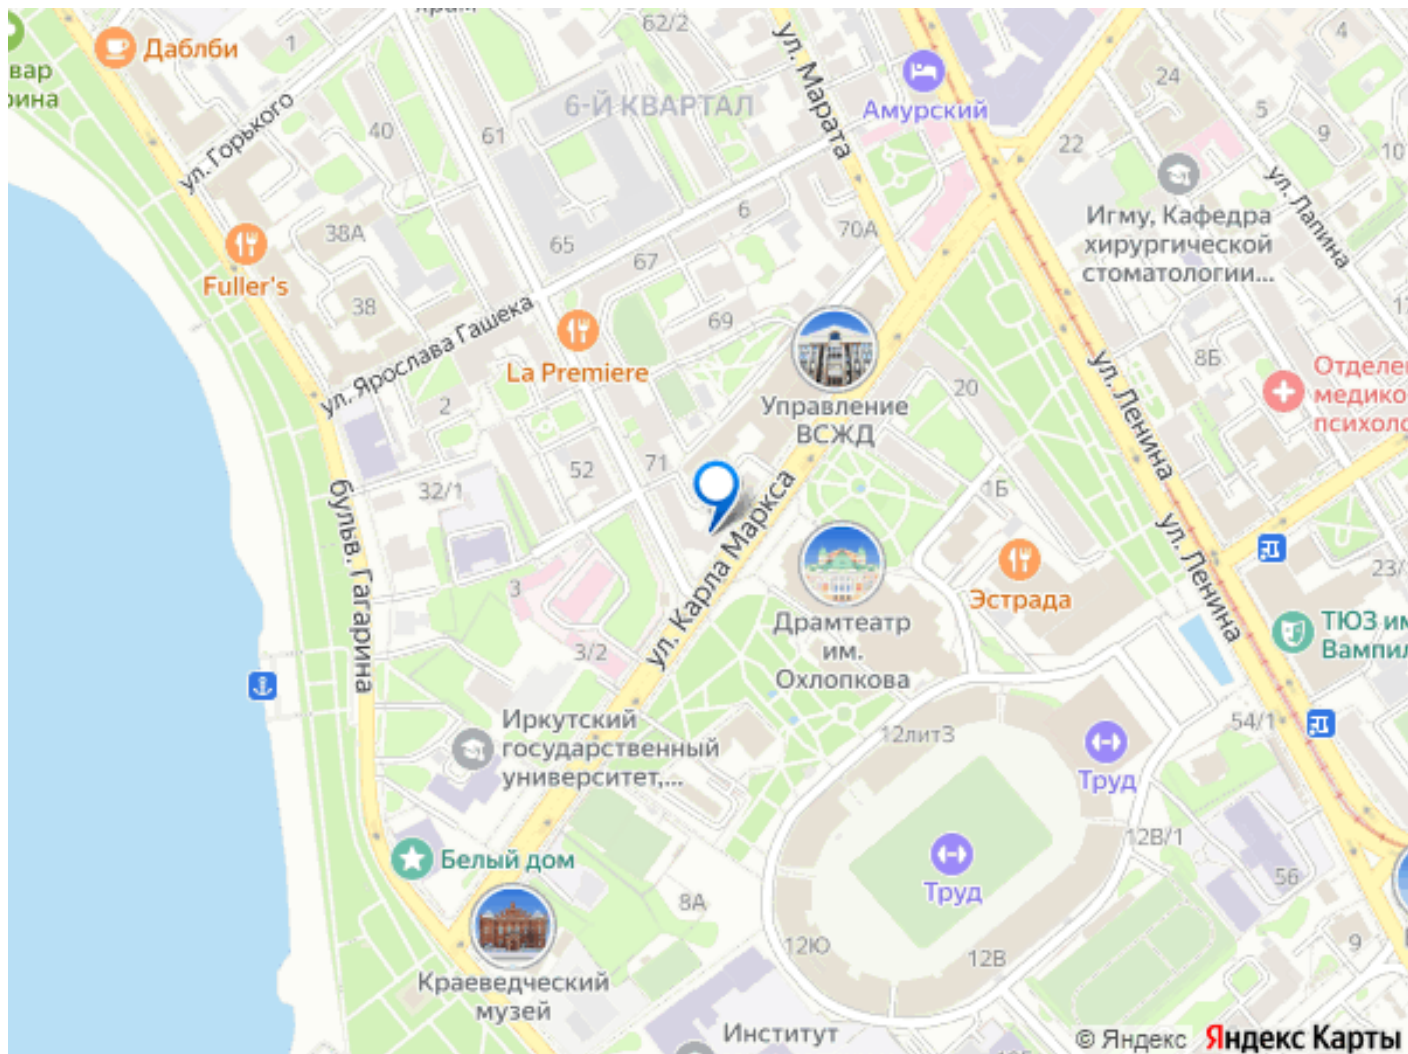 62/2
4
Даблби
1
вар
рина
24
6-Й КВАРТАЛ
ул. Марата
Амурский
5
ул. Горького
40
61
22
9
10
ул. Лапина
Игму, Кафедра
хирургической
стоматологии...
6
70А
38А
65
67
Fuller's
38
69
17
ул. Ярослава Гашека
La Premiere
Управление
ВСЖД
20
ул. Ленина
8Б
Отделе
медико
психоло
2
52
71
32/1
1Б
ул. Карла Маркса
бульв. Гагарина
ул. Ленина
3
Эстрада
Драмтеатр
им.
Охлопкова
3/2
23/
ТЮЗ им
Вампил
Иркутский
государственный
университет,...
12литЗ
54/1
Труд
Белый дом
12В/1
Труд
56
8А
12Ю
12В
9
Краеведческий
музей
Институт
© Яндекс Яндекс Карты